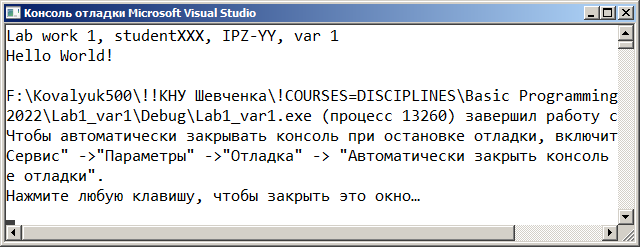 Консоль отладки Microsoft Visual Studio
Lab work 1, studentXXX, IPZ-YY, var 1
Hello World!
F:\Kovalyuk500\!!КНУ Шевченка\!COURSES=DISCIPLINES\Basic Programming
2022\Lab1_var1\Debug\Lab1_var1.exe (процесс 13260) завершил работу с
Чтобы автоматически закрывать консоль при остановке отладки, включит
Сервис" ->"Параметры" ->"Отладка" -> "Автоматически закрыть консоль
е отладки".
Нажмите любую клавишу, чтобы закрыть это окно…